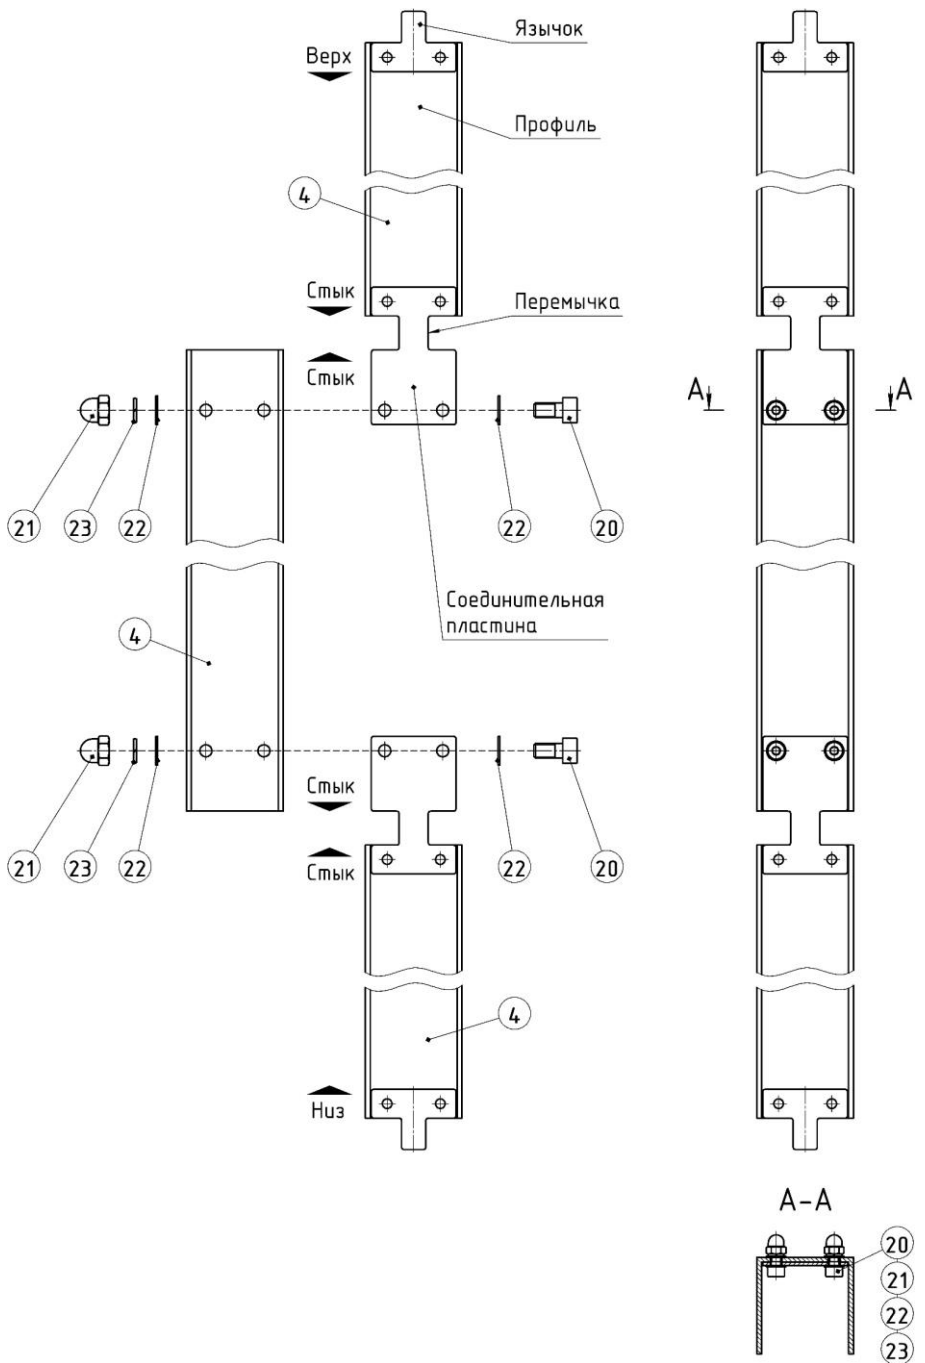 Язычок
Верх
Профиль
4
Стык
Перемычка
Стык
А
А
21
23
22
22
20
Соединительная
пластина
4
Стык
21
23
22
Стык
22
20
4
Низ
А-А
20
21
22
23